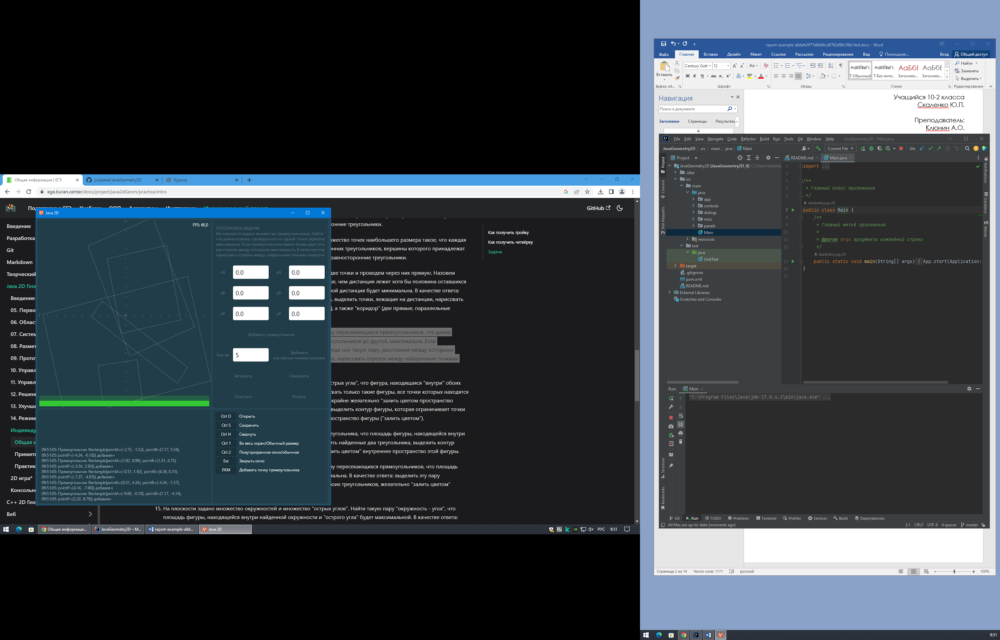 Общая информация | ЕГЭ
yulyaskal/JavaGeometry2D
Курсор
ege.buran.center/docs/project/java2dGeom/practise/intro
GitHub
Java 2D
FPS: 60,0
ПОСТАНОВКА ЗАДАЧИ:
На плоскости задано множество прямоугольников. Найти
что длина отрезка, проведенного от одной точки пересече
максимальна. Если прямоугольники имеют более двух точе
расстояние между которыми максимально. В качестве отве
нарисовать отрезок между найденными точками пересече
xA 0.0 yA 0.0
xB 0.0 yB 0.0
xP 0.0 yP 0.0
Добавить прямоугольник
Кол-во 5 Добавить
случайные прямоугольники
Загрузить Сохранить
Очистить Решить
Ctrl O Открыть
Ctrl S Сохранить
Ctrl H Свернуть
Ctrl 1 Во весь экран/Обычный размер
Ctrl 2 Полупрозрачное окно/обычное
Esc Закрыть окно
ЛКМ Добавить точку прямоугольника
09:51:05: Прямоугольник Rectangle{pointA=(-2.73, -1.52), pointB=(7.17, 5.56),
09:51:05: pointP=(-4.34, -0.10)} добавлен
09:51:05: Прямоугольник Rectangle{pointA=(1.92, 8.99), pointB=(1.31, 4.75),
09:51:05: pointP=(-3.54, 2.93)} добавлен
09:51:05: Прямоугольник Rectangle{pointA=(-0.51, 1.92), pointB=(6.36, 0.51),
09:51:05: pointP=(-7.37, -4.95)} добавлен
09:51:05: Прямоугольник Rectangle{pointA=(0.51, 4.34), pointB=(-4.34, -7.37),
09:51:05: pointP=(4.14, -7.98)} добавлен
09:51:05: Прямоугольник Rectangle{pointA=(-9.60, -0.10), pointB=(7.17, -4.14),
09:51:05: pointP=(2.32, 8.79)} добавлен
Введение
Разработка
Git
Markdown
Творческий
Java 2D Гео
Введение
05. Перво
06. Област
07. Систем
08. Размет
09. Протот
10. Управл
11. Управл
12. Решен
13. Улучше
14. Режим
Индивиду
Общая и
Примити
Практик
2D игра*
Консольн
C++ 2D Гео
Веб
онние треугольники.
ожество точек наибольшего размера такое, что каждая
онних треугольников, вершины которого принадлежат
равносторонние треугольники.
две точки и проведем через них прямую. Назовем
ше, чем дистанция лежит хотя бы половина оставшихся
рой дистанция будет минимальна. В качестве ответа:
о, выделить точки, лежащие на дистанции, нарисовать
), а также "коридор" (две прямые, параллельные
ру пересекающихся прямоугольников, что длина
оугольников до другой, максимальна. Если
еди них такую пару, расстояние между которыми
в, нарисовать отрезок между найденными точками
стрых угла", что фигура, находящаяся "внутри" обоих
скать только такие фигуры, все точки которых находятся
крайне желательно "залить цветом пространство
выделить контур фигуры, которая ограничивает точки
ространство фигуры ("залить цветом").
еугольника, что площадь фигуры, находящейся внутри
ить найденные два треугольника, выделить контур
лить цветом" внутреннее пространство этой фигуры.
ру пересекающихся прямоугольников, что площадь
мальна. В качестве ответа: выделить эту пару
боих треугольников, желательно "залить цветом"
15. На плоскости задано множество окружностей и множество "острых углов". Найти такую пару "окружность - угол", что
площадь фигуры, находящейся внутри найденной окружности и "острого угла" будет максимальной. В качестве ответа:
Как получить тройку
Как получить четвёрку
Задачи
Общая информаци...
JavaGeometry2D – M...
report-example-a8d...
Java 2D
Ru
РУС
9:51
report-example-a8dafa5f77d6b64cd0762d99c59b14ed.docx - Word
Файл Главная Вставка Дизайн Макет Ссылки Рассылки Рецензирование Вид Помощник... Вход Общий доступ
Вставить
Century Gotl 12
Ж К Ч abc x₂ x²
АаБбВвГг, АаБбВвГг, АаБбІ АаБбЕ
¶ Обычный ¶ Без инте... Заголово... Заголово...
Найти
Заменить
Выделить
Буфер об... Шрифт Абзац Стили Редактирование
Навигация
Поиск в документе
Заголовки Страницы Результаты
Учащийся 10-2 класса
Скаленко Ю.П.
Преподаватель:
Клюнин А.О.
File Edit View Navigate Code Refactor Build Run Tools Git Window Help JavaGeometry2D - Main.java
JavaGeometry2D src main java Main Current File Git:
Project
README.md
Main.java
JavaGeometry2D [JavaGeometry2D_0] C:\Users\skalenk
.idea
src
main
java
app
controls
dialogs
misc
panels
Main
resources
test
java
UnitTest
target
.gitignore
pom.xml
README.md
External Libraries
Scratches and Consoles
1 import ...
3
4 /**
5 * Главный класс приложения
6 */
skalenkoyup.24
7 public class Main {
8 /**
9 * Главный метод приложения
10 *
11 * @param args аргументы командной строки
12 */
skalenkoyup.24
13 public static void main(String[] args) { App.start(Application:
16 }
17
Project
Commit
Pull Requests
Structure
Bookmarks
Notifications
Database
Maven
Run: Main
"C:\Program Files\Java\jdk-17.0.4.1\bin\java.exe" ...
Git Run TODO Problems Terminal Profiler Services Build Dependencies
All files are up-to-date (moments ago) 2:1 CRLF UTF-8 4 spaces master
Страница 2 из 14 Число слов: 1171 русский 100%
9:51